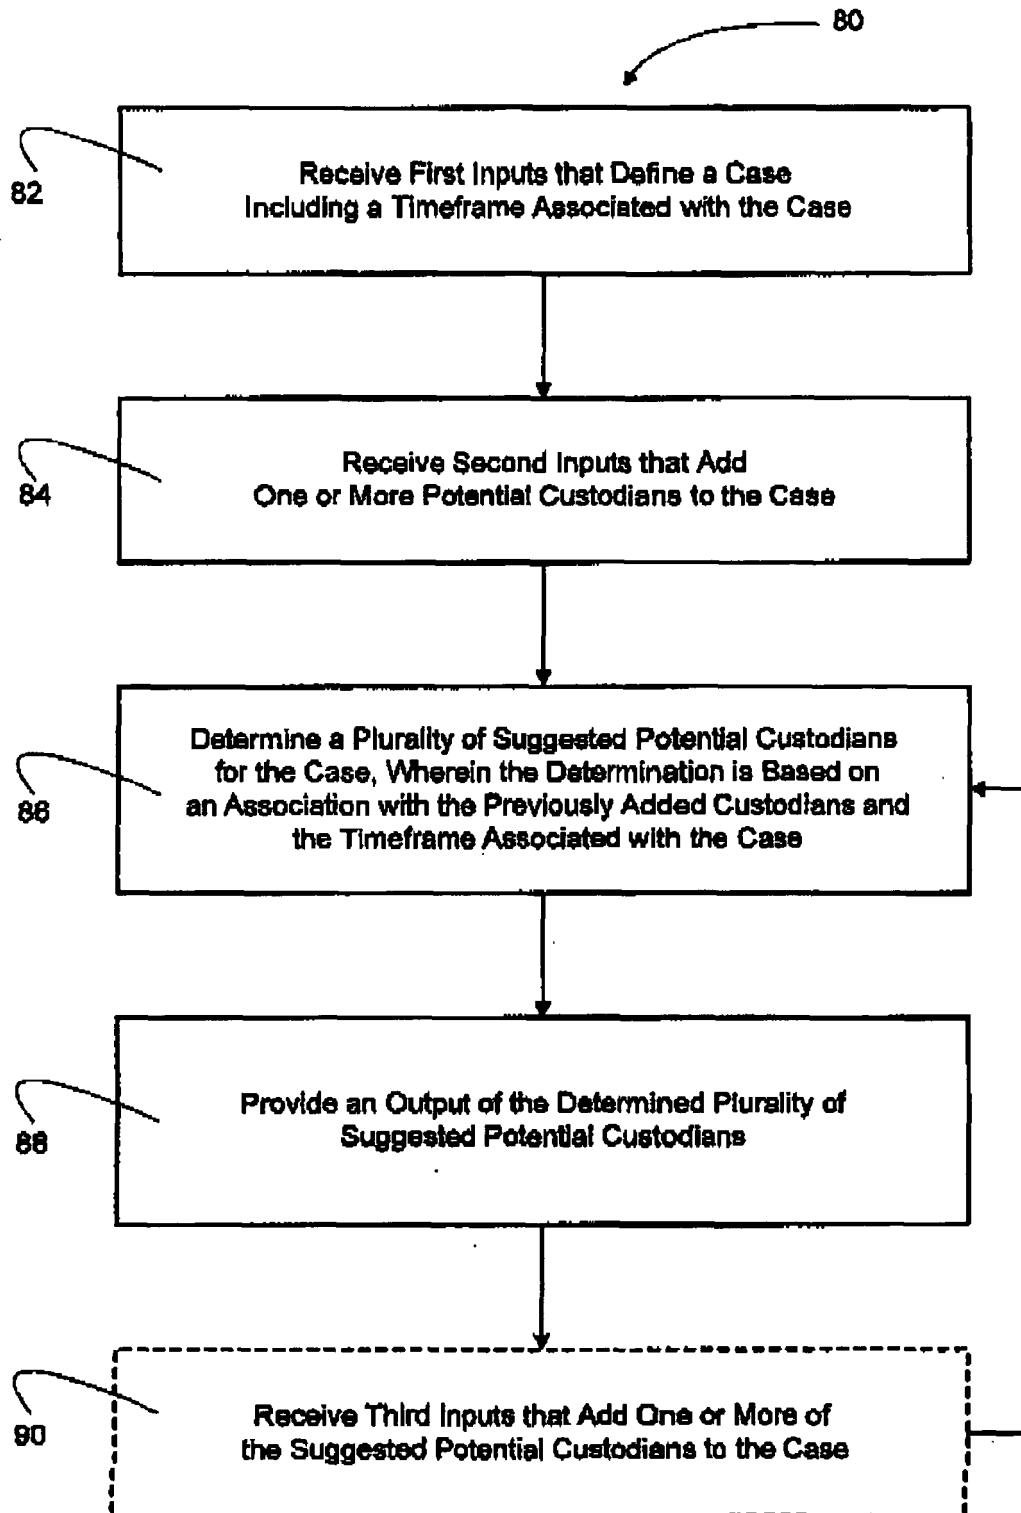 80
82
Receive First Inputs that Define a Case
Including a Timeframe Associated with the Case
84
Receive Second Inputs that Add
One or More Potential Custodians to the Case
86
Determine a Plurality of Suggested Potential Custodians
for the Case, Wherein the Determination is Based on
an Association with the Previously Added Custodians and
the Timeframe Associated with the Case
88
Provide an Output of the Determined Plurality of
Suggested Potential Custodians
90
Receive Third Inputs that Add One or More of
the Suggested Potential Custodians to the Case